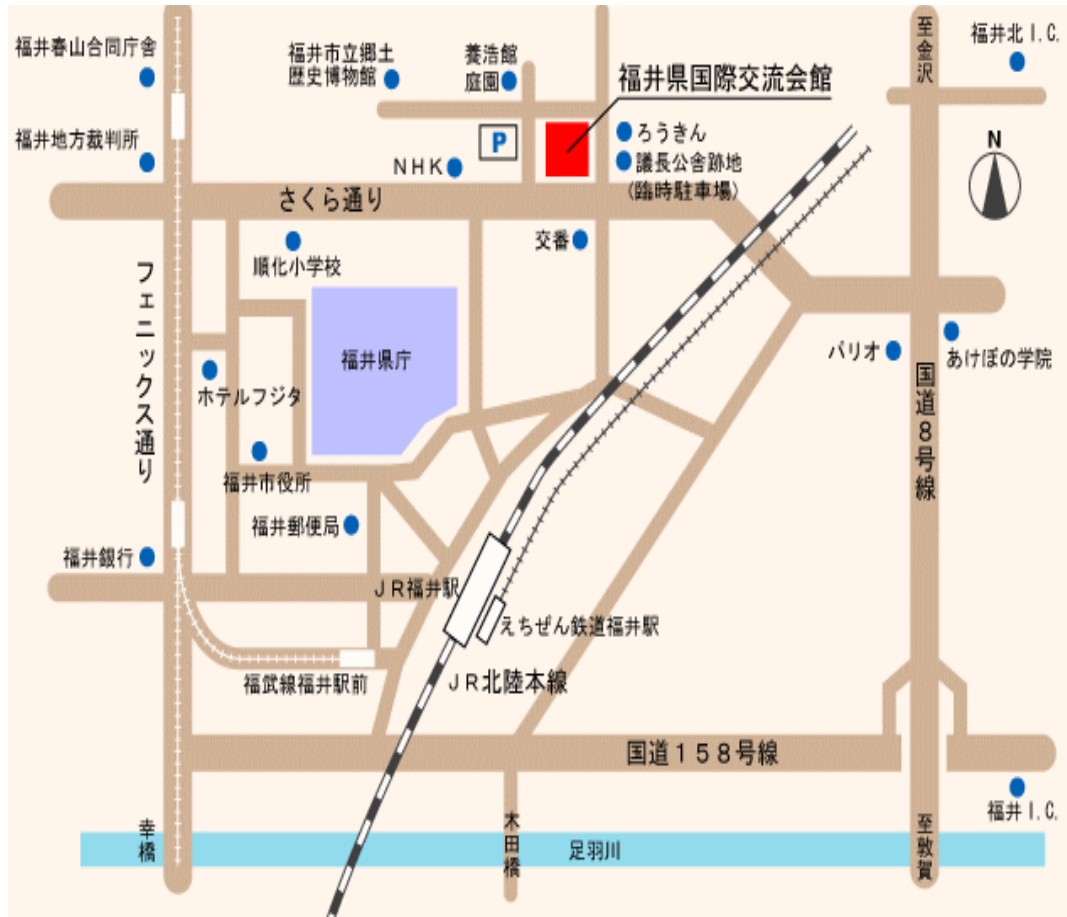 福井春山合同庁舎
福井市立郷土
歴史博物館
養浩館
庭園
福井県国際交流会館
至金沢
福井北I.C.
福井地方裁判所
P
ろうきん
NHK
議長公舎跡地
(臨時駐車場)
N
さくら通り
交番
順化小学校
フェニックス通り
福井県庁
パリオ
あけぼの学院
ホテルフジタ
国道8号線
福井市役所
福井郵便局
福井銀行
JR福井駅
えちぜん鉄道福井駅
福武線福井駅前
JR北陸本線
国道158号線
福井I.C.
幸橋
木田橋
足羽川
至敦賀